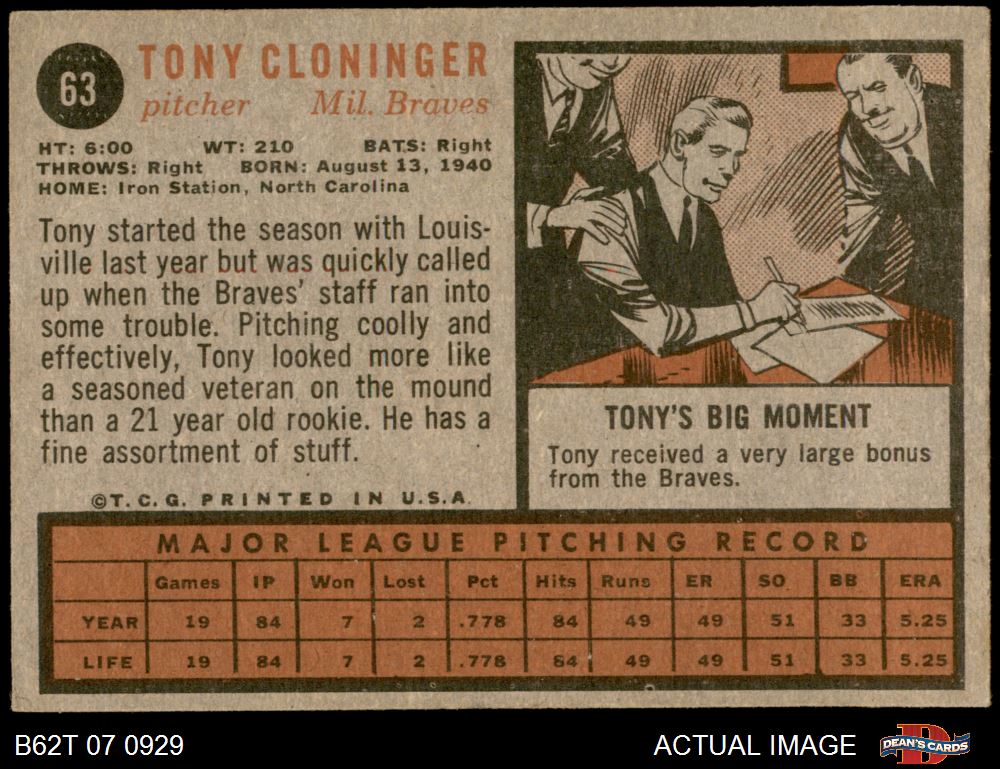 63
TONY CLONINGER
pitcher Mil. Braves
HT: 6:00 WT: 210 BATS: Right
THROWS: Right BORN: August 13, 1940
HOME: Iron Station, North Carolina
Tony started the season with Louis-
ville last year but was quickly called
up when the Braves' staff ran into
some trouble. Pitching coolly and
effectively, Tony looked more like
a seasoned veteran on the mound
than a 21 year old rookie. He has a
fine assortment of stuff.
©T. C. G. PRINTED IN U.S.A.
TONY'S BIG MOMENT
Tony received a very large bonus
from the Braves.
MAJOR LEAGUE PITCHING RECORD
Games IP Won Lost Pct Hits Runs ER SO BB ERA
YEAR 19 84 7 2 .778 84 49 49 51 33 5.25
LIFE 19 84 7 2 .778 84 49 49 51 33 5.25
B62T 07 0929 ACTUAL IMAGE DEAN'S CARDS